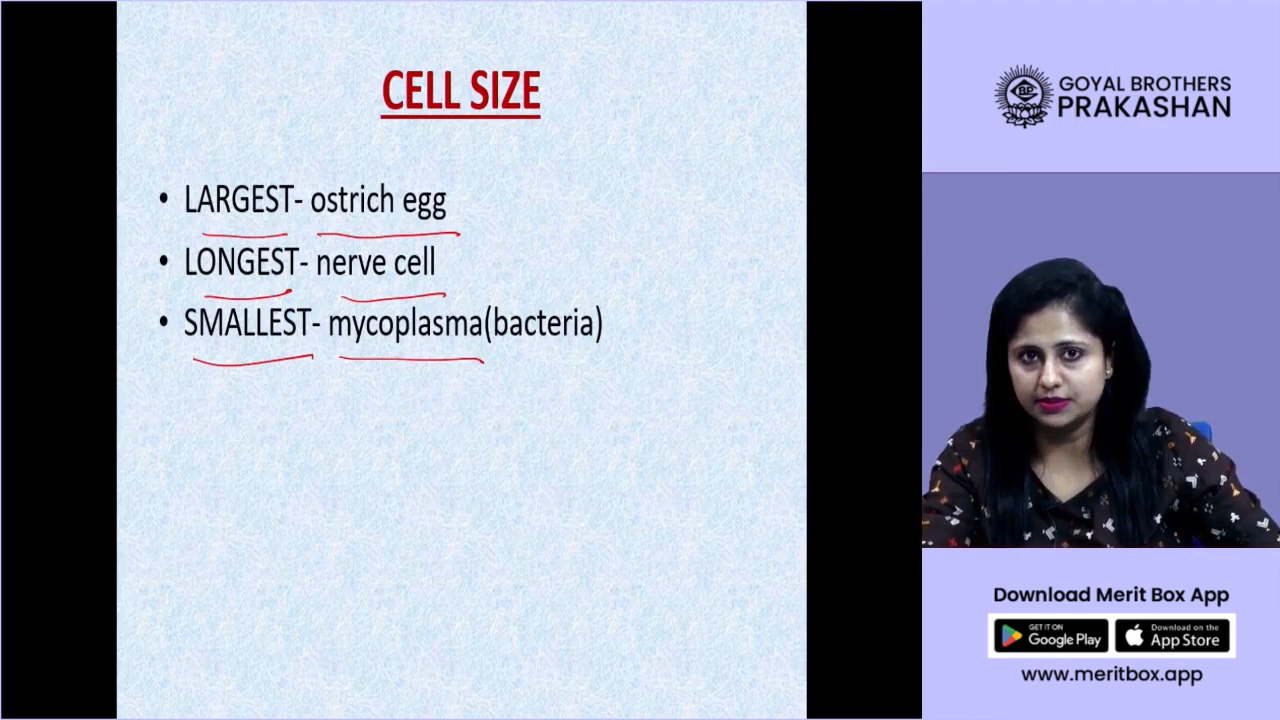 CELL SIZE
• LARGEST- ostrich egg
• LONGEST- nerve cell
• SMALLEST- mycoplasma(bacteria)
GBP
GOYAL BROTHERS
PRAKASHAN
Download Merit Box App
GET IT ON
Google Play
Download on the
App Store
www.meritbox.app